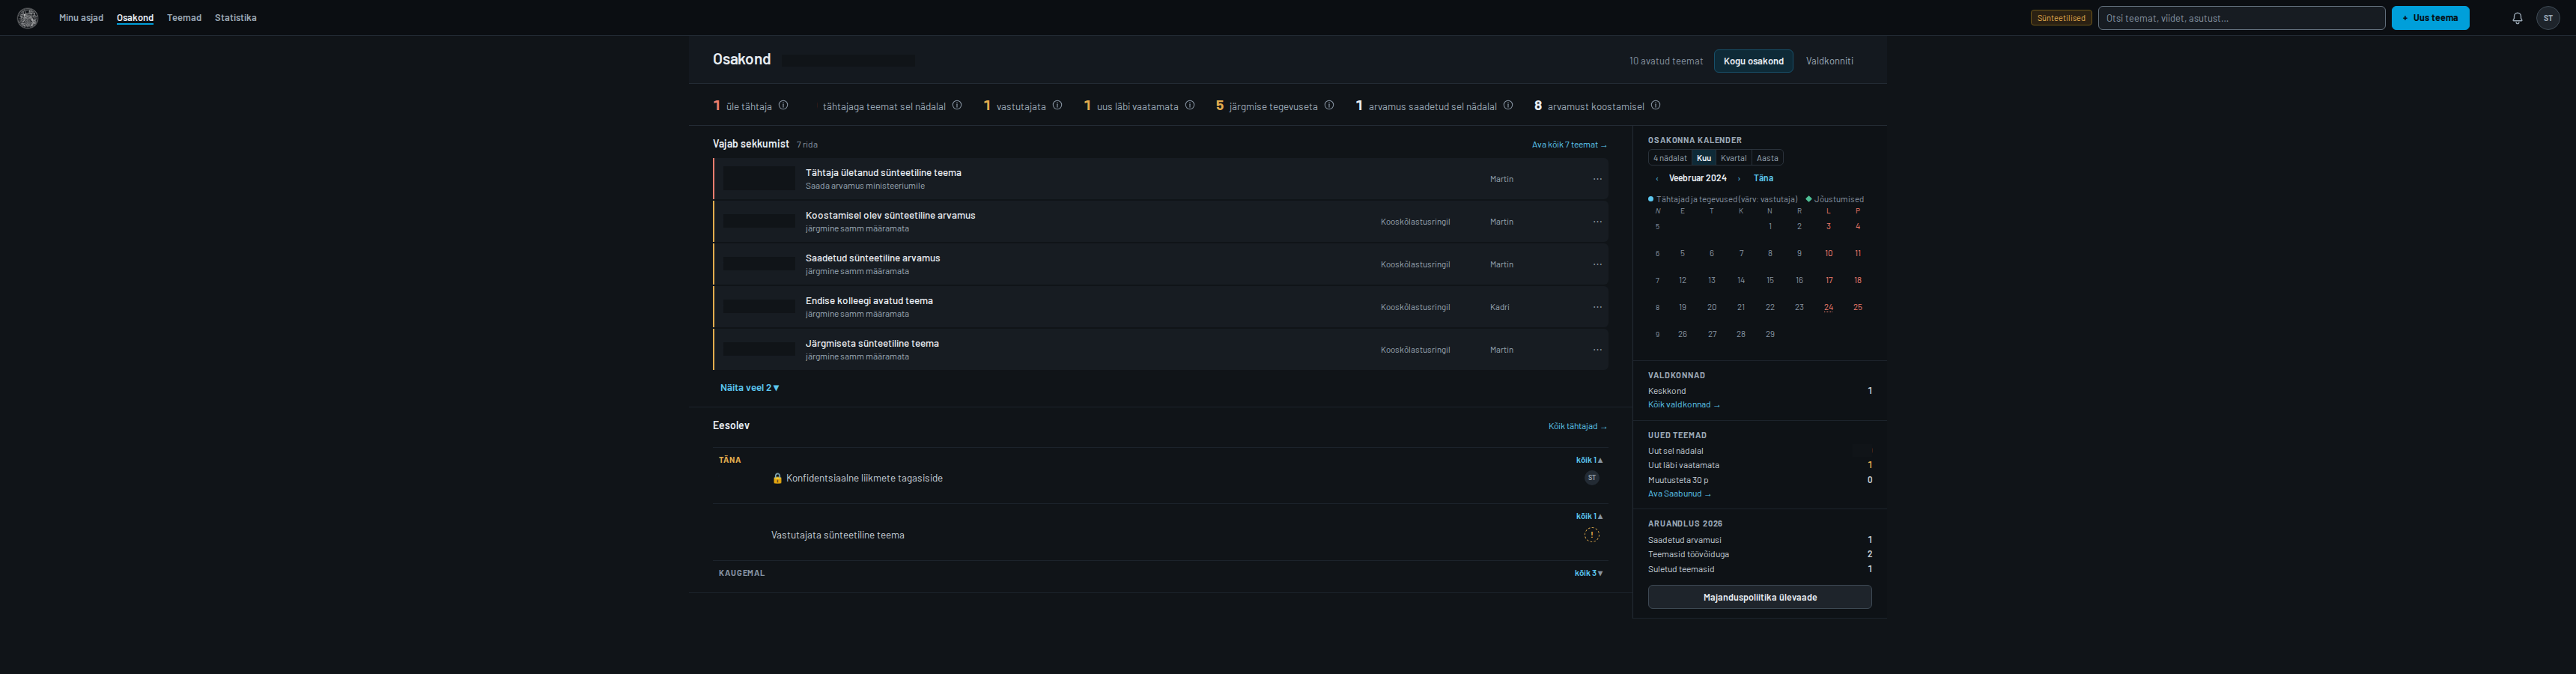 Minu asjad Osakond Teemad Statistika Sünteetilised Otsi teemat, viidet, asutust... + Uus teema ST
Osakond 10 avatud teemat Kogu osakond Valdkonniti
1 üle tähtaja tähtajaga teemat sel nädalal 1 vastutajata 1 uus läbi vaatamata 5 järgmise tegevuseta 1 arvamus saadetud sel nädalal 8 arvamust koostamisel
Vajab sekkumist 7 rida Ava kõik 7 teemat →
Tähtaja ületanud sünteetiline teema
Saada arvamus ministeeriumile
Martin ...
Koostamisel olev sünteetiline arvamus
järgmine samm määramata
Kooskõlastusringil Martin ...
Saadetud sünteetiline arvamus
järgmine samm määramata
Kooskõlastusringil Martin ...
Endise kolleegi avatud teema
järgmine samm määramata
Kooskõlastusringil Kadri ...
Järgmiseta sünteetiline teema
järgmine samm määramata
Kooskõlastusringil Martin ...
Näita veel 2 ▼
Eesolev Kõik tähtajad →
TÄNA kõik 1 ▲
🔒 Konfidentsiaalne liikmete tagasiside ST
kõik 1 ▲
Vastutajata sünteetiline teema !
KAUGEMAL kõik 3 ▼
OSAKONNA KALENDER
4 nädalat Kuu Kvartal Aasta
‹ Veebruar 2024 › Täna
Tähtajad ja tegevused (värv: vastutaja) Jõustumised
N E T K N R L P
5 1 2 3 4
6 5 6 7 8 9 10 11
7 12 13 14 15 16 17 18
8 19 20 21 22 23 24 25
9 26 27 28 29
VALDKONNAD
Keskkond 1
Kõik valdkonnad →
UUED TEEMAD
Uut sel nädalal
Uut läbi vaatamata 1
Muutusteta 30 p 0
Ava Saabunud →
ARUANDLUS 2026
Saadetud arvamusi 1
Teemasid töövõiduga 2
Suletud teemasid 1
Majanduspoliitika ülevaade